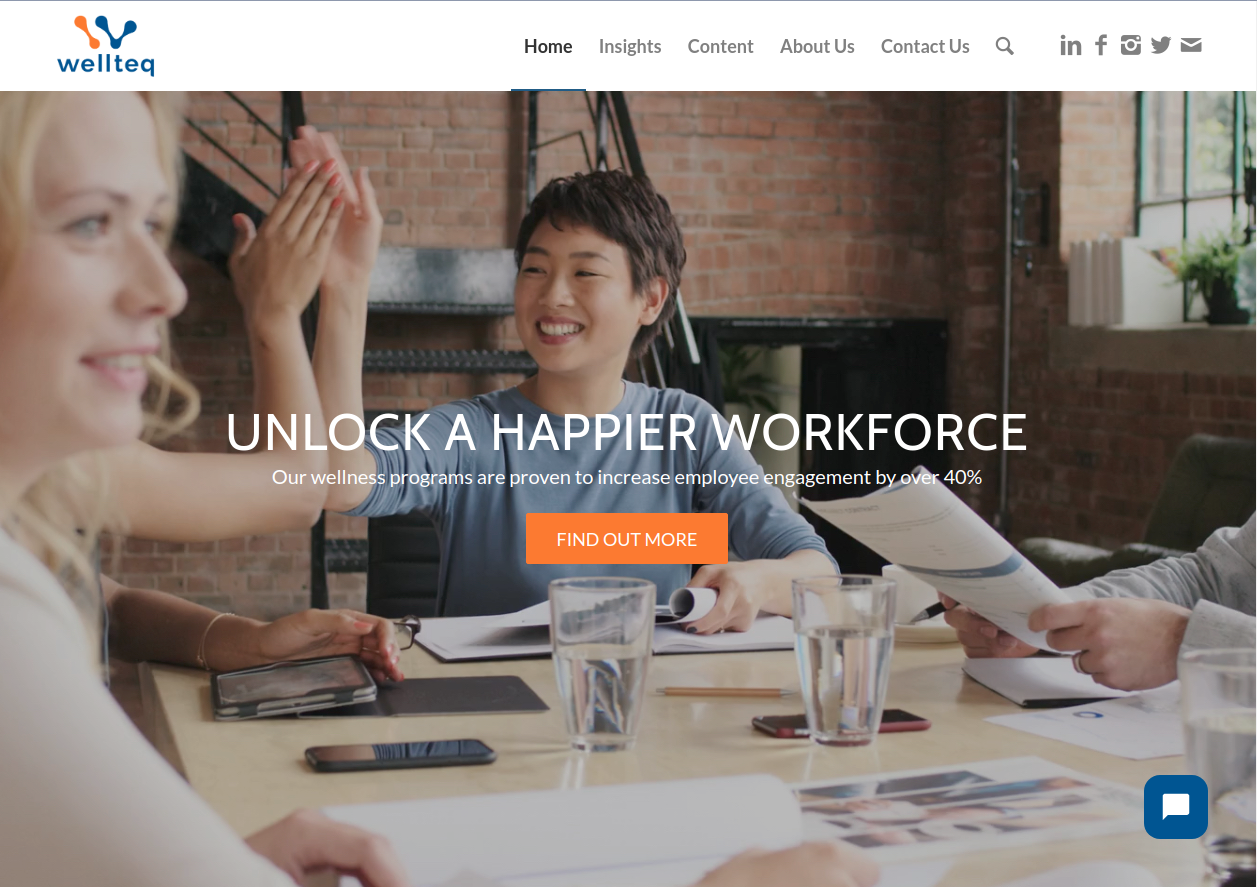 wellteq
Home
Insights
Content
About Us
Contact Us
UNLOCK A HAPPIER WORKFORCE
Our wellness programs are proven to increase employee engagement by over 40%
FIND OUT MORE